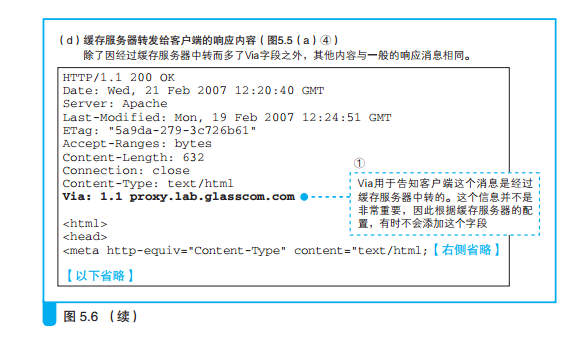 (d)缓存服务器转发给客户端的响应内容(图5.5(a)④)
除了因经过缓存服务器中转而多了Via字段之外，其他内容与一般的响应消息相同。
HTTP/1.1 200 OK
Date: Wed, 21 Feb 2007 12:20:40 GMT
Server: Apache
Last-Modified: Mon, 19 Feb 2007 12:24:51 GMT
ETag: "5a9da-279-3c726b61"
Accept-Ranges: bytes
Content-Length: 632
Connection: close
Content-Type: text/html
Via: 1.1 proxy.lab.glasscom.com
①
Via用于告知客户端这个消息是经过
缓存服务器中转的。这个信息并不是
非常重要，因此根据缓存服务器的配
置，有时不会添加这个字段
<html>
<head>
<meta http-equiv="Content-Type" content="text/html;【右侧省略】
【以下省略】
图 5.6 （续）